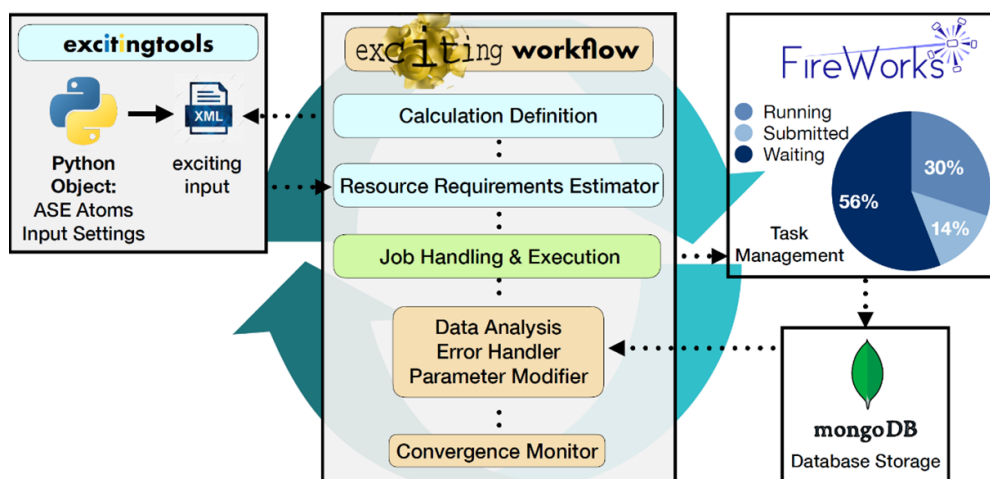 excitingtools
XML
Python
Object:
ASE Atoms
Input Settings
exciting
input
exciting workflow
Calculation Definition
Resource Requirements Estimator
Job Handling & Execution
Data Analysis
Error Handler
Parameter Modifier
Convergence Monitor
FireWorks
Running
Submitted
Waiting
30%
56%
14%
Task
Management
mongoDB
Database Storage